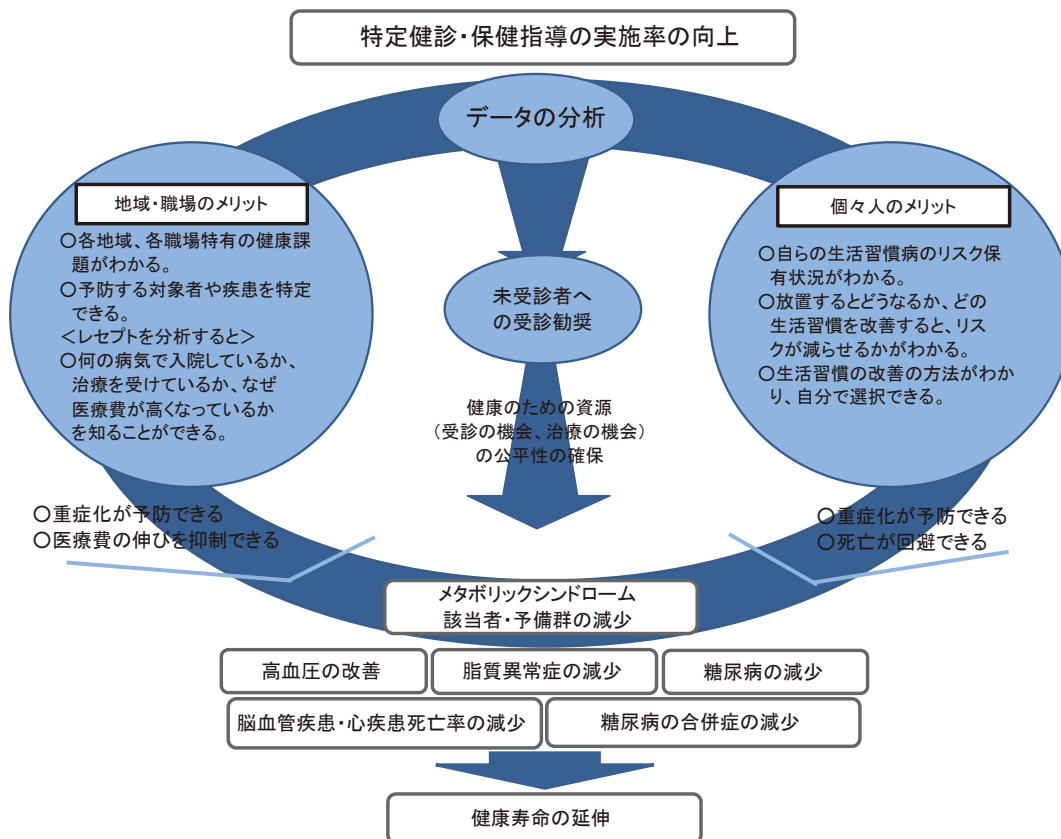 特定健診・保健指導の実施率の向上
データの分析
地域・職場のメリット
○各地域、各職場特有の健康課
題がわかる。
○予防する対象者や疾患を特定
できる。
＜レセプトを分析すると＞
○何の病気で入院しているか、
治療を受けているか、なぜ
医療費が高くなっているか
を知ることができる。
個々人のメリット
○自らの生活習慣病のリスク保
有状況がわかる。
○放置するとどうなるか、どの
生活習慣を改善すると、リス
クが減らせるかがわかる。
○生活習慣の改善の方法がわか
り、自分で選択できる。
未受診者へ
の受診勧奨
健康のための資源
（受診の機会、治療の機会）
の公平性の確保
○重症化が予防できる
○医療費の伸びを抑制できる
○重症化が予防できる
○死亡が回避できる
メタボリックシンドローム
該当者・予備群の減少
高血圧の改善
脂質異常症の減少
糖尿病の減少
脳血管疾患・心疾患死亡率の減少
糖尿病の合併症の減少
健康寿命の延伸